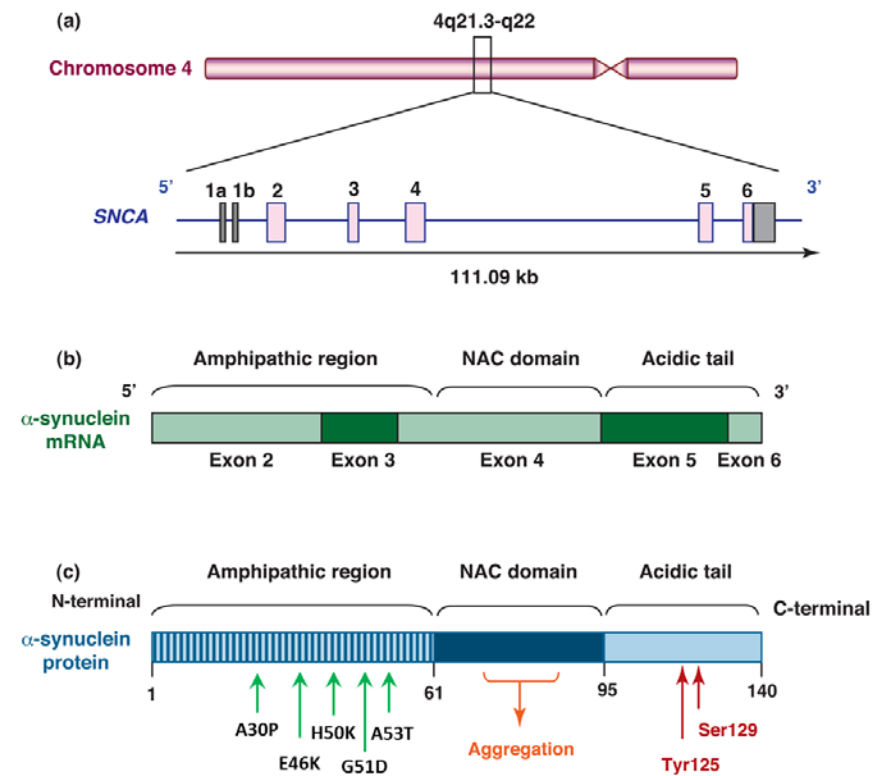 (a)
4q21.3-q22
Chromosome 4
5’
1a 1b 2 3 4 5 6
3’
SNCA
111.09 kb
(b)
Amphipathic region NAC domain Acidic tail
5’ 3’
α-synuclein
mRNA
Exon 2 Exon 3 Exon 4 Exon 5 Exon 6
(c)
Amphipathic region NAC domain Acidic tail
N-terminal C-terminal
α-synuclein
protein
1 61 95 140
A30P H50K A53T Ser129
E46K G51D Aggregation Tyr125